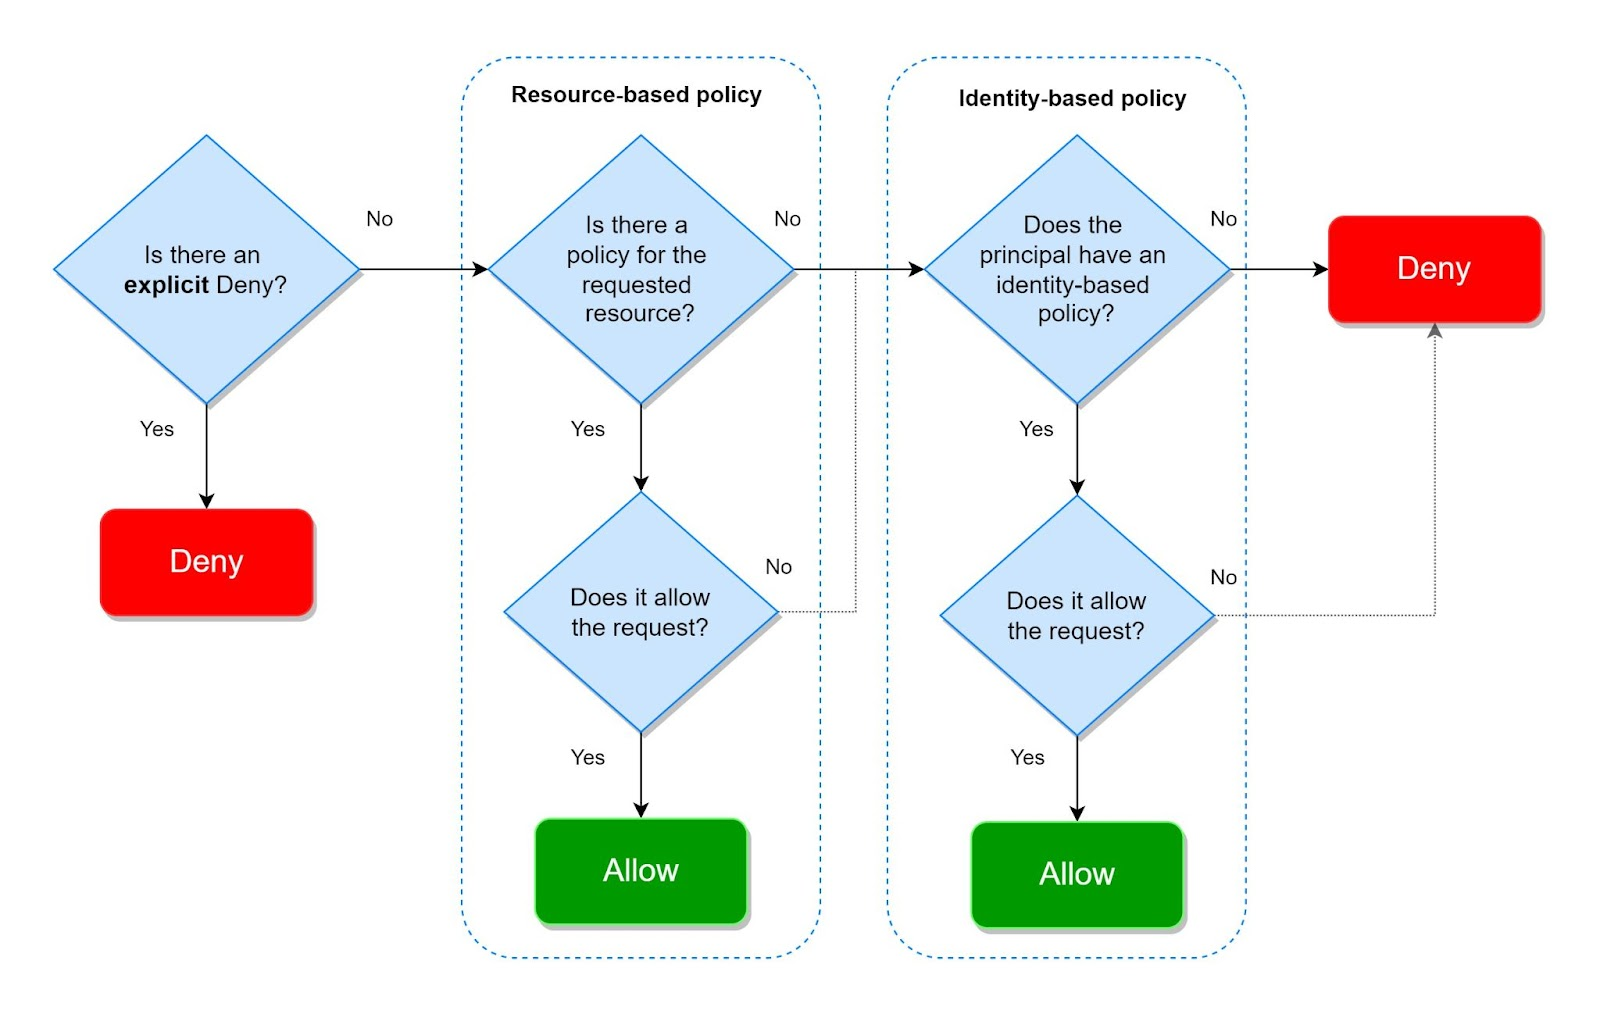 Resource-based policy
Identity-based policy
Is there an
explicit Deny?
No
Yes
Deny
Is there a
policy for the
requested
resource?
No
Yes
Does it allow
the request?
No
Yes
Allow
Does the
principal have an
identity-based
policy?
No
Yes
Does it allow
the request?
No
Yes
Allow
Deny